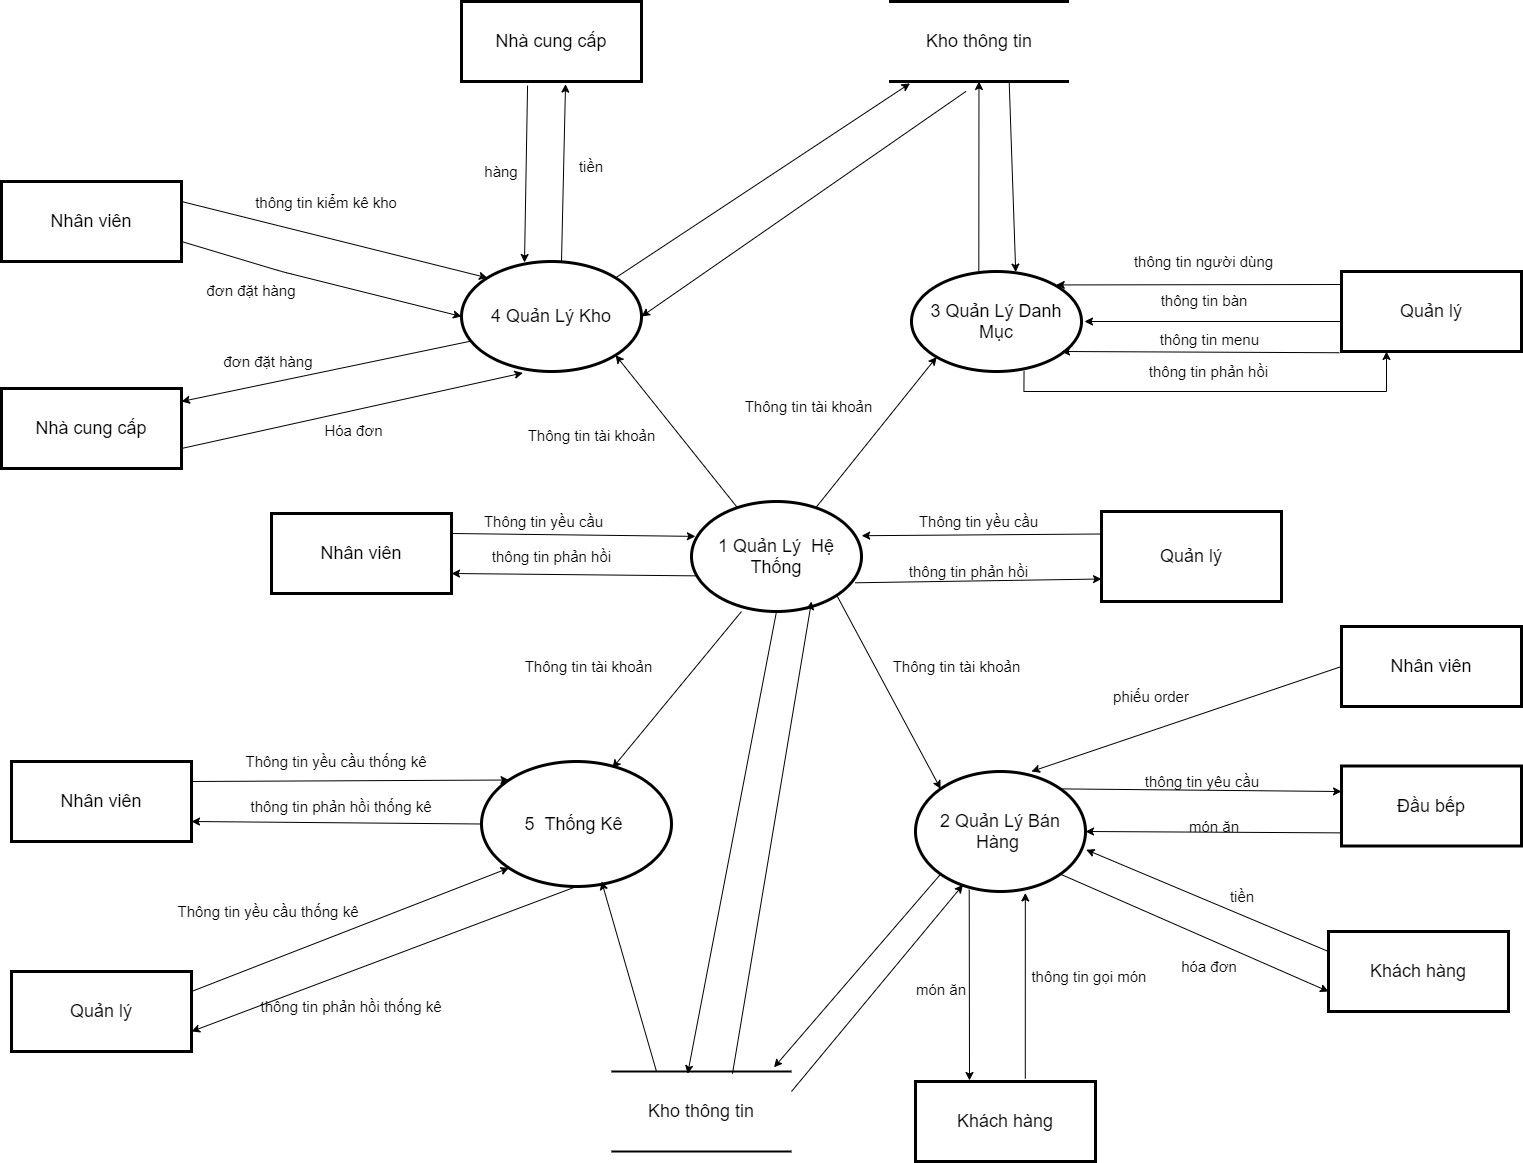 Nhà cung cấp
Kho thông tin
hàng
tiền
Nhân viên
thông tin kiểm kê kho
đơn đặt hàng
4 Quản Lý Kho
3 Quản Lý Danh
Mục
thông tin người dùng
thông tin bàn
thông tin menu
thông tin phản hồi
Quản lý
đơn đặt hàng
Nhà cung cấp
Hóa đơn
Thông tin tài khoản
Thông tin tài khoản
Nhân viên
Thông tin yều cầu
thông tin phản hồi
1 Quản Lý  Hệ
Thống
Thông tin yều cầu
thông tin phản hồi
Quản lý
Thông tin tài khoản
Thông tin tài khoản
phiếu order
Nhân viên
Nhân viên
Thông tin yều cầu thống kê
thông tin phản hồi thống kê
5  Thống Kê
2 Quản Lý Bán
Hàng
thông tin yêu cầu
món ăn
Đầu bếp
Thông tin yều cầu thống kê
tiền
hóa đơn
Khách hàng
Quản lý
thông tin phản hồi thống kê
món ăn
thông tin gọi món
Kho thông tin
Khách hàng